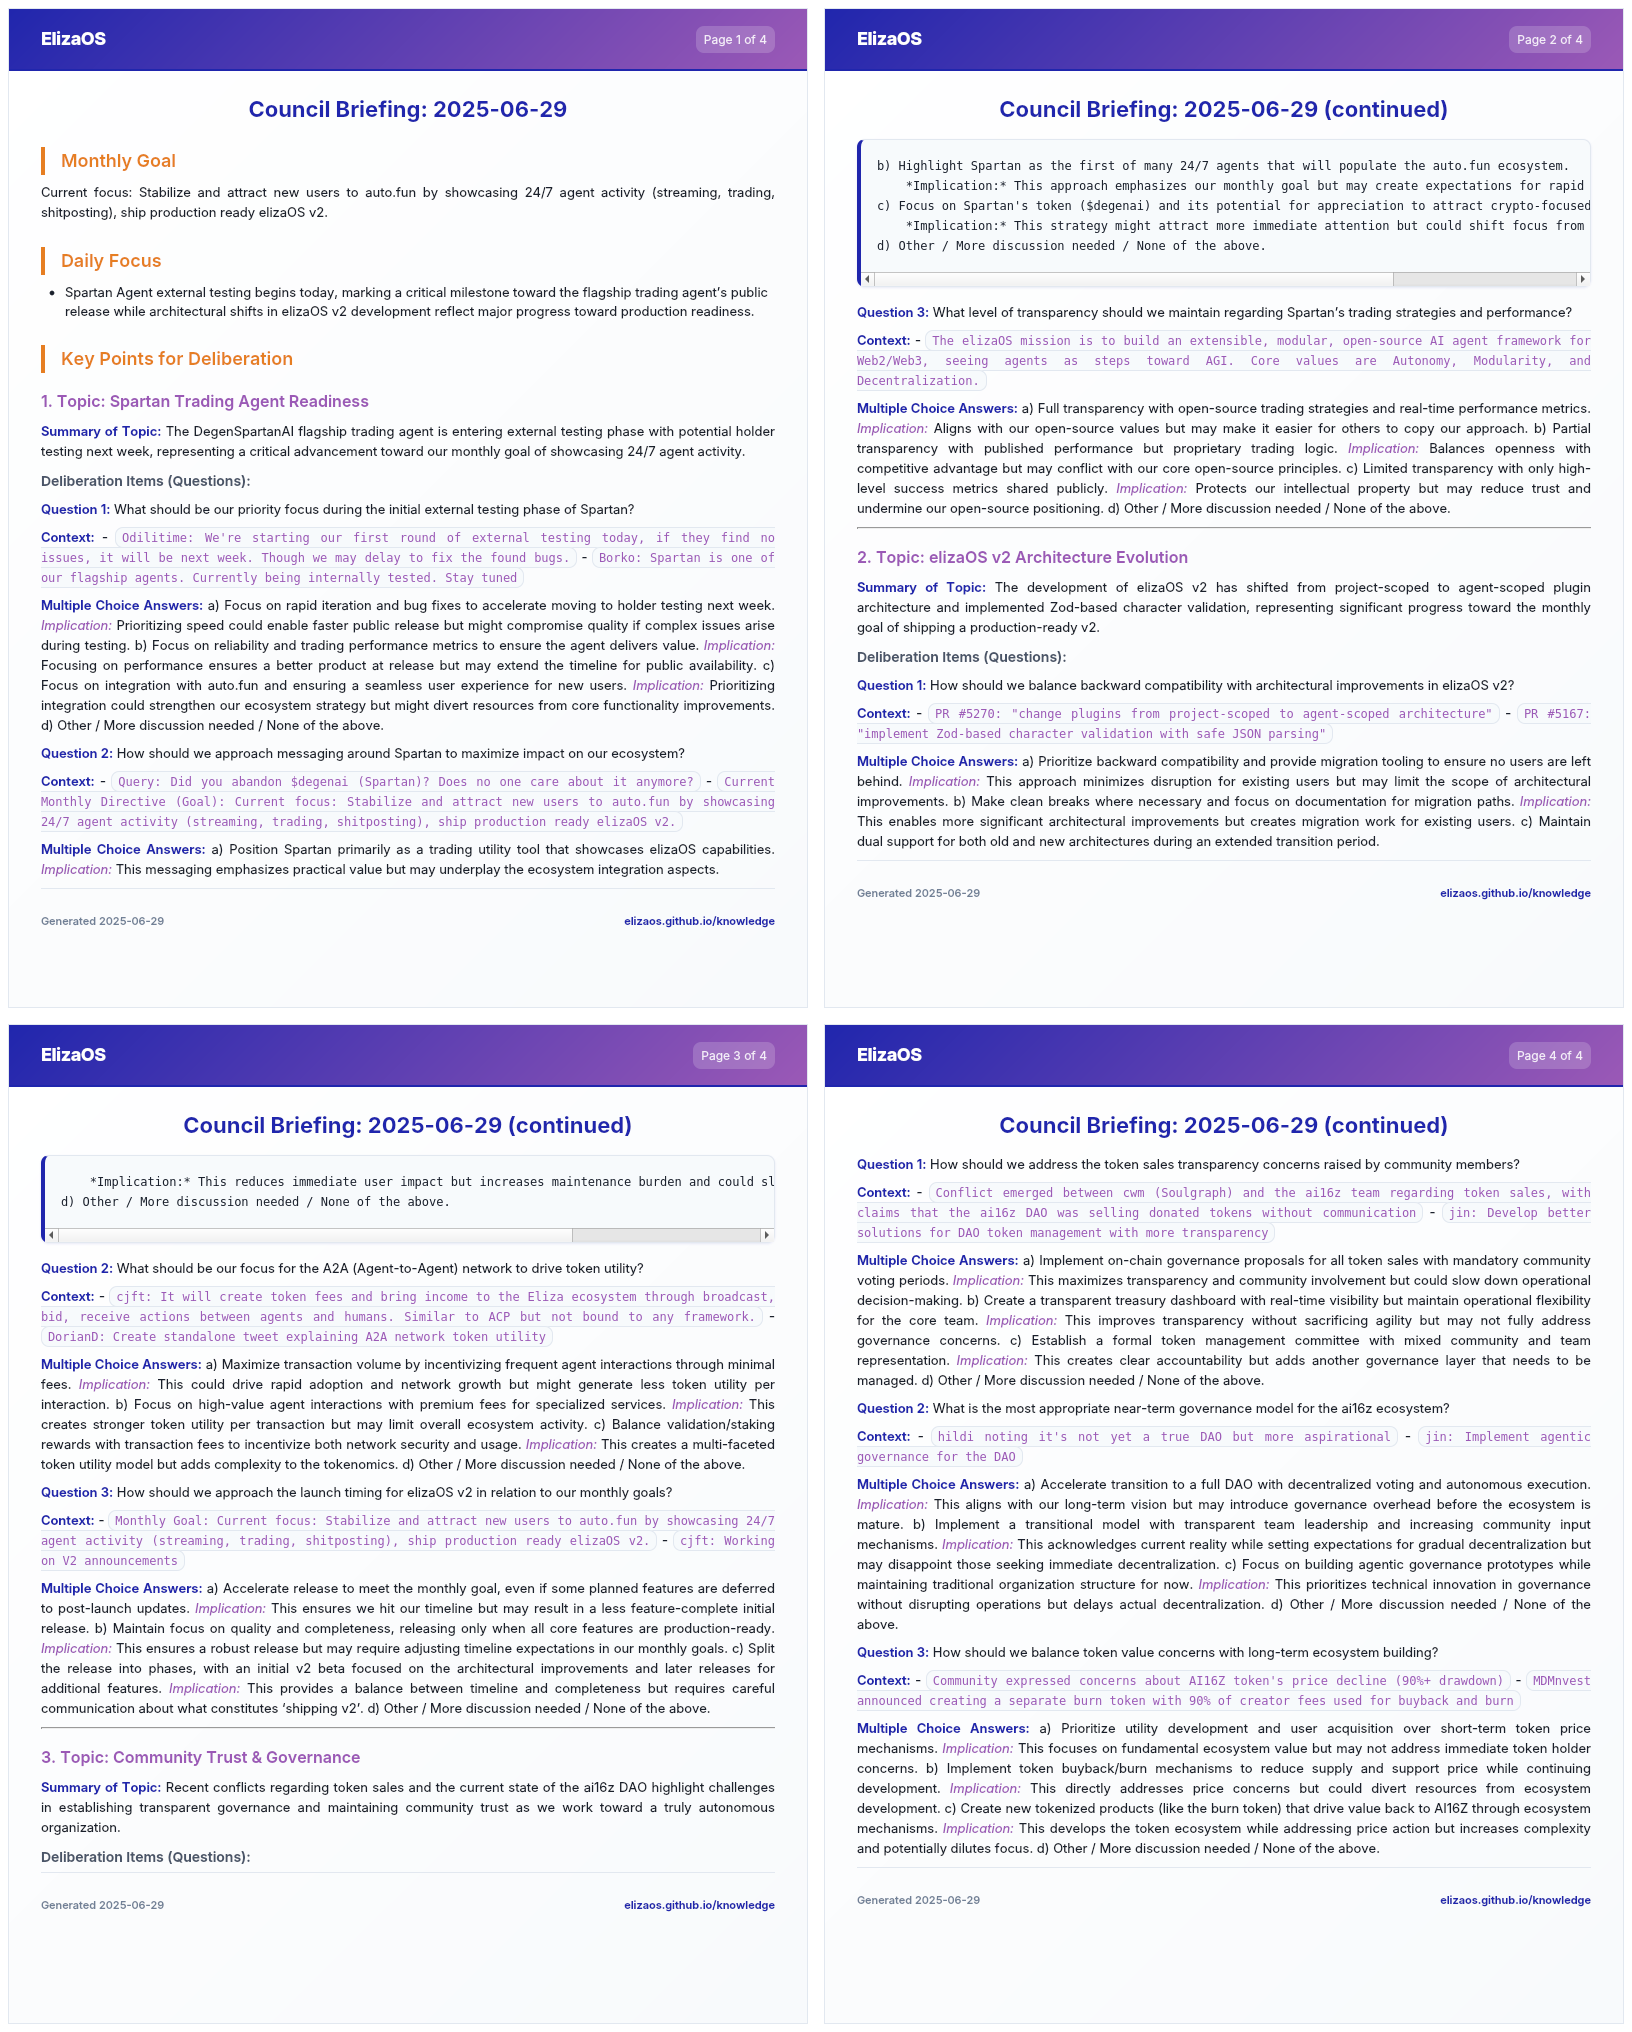 ElizaOS
Page 1 of 4
Council Briefing: 2025-06-29
Monthly Goal
Current focus: Stabilize and attract new users to auto.fun by showcasing 24/7 agent activity (streaming, trading,
shitposting), ship production ready elizaOS v2.
Daily Focus
• Spartan Agent external testing begins today, marking a critical milestone toward the flagship trading agent’s public
release while architectural shifts in elizaOS v2 development reflect major progress toward production readiness.
Key Points for Deliberation
1. Topic: Spartan Trading Agent Readiness
Summary of Topic: The DegenSpartanAI flagship trading agent is entering external testing phase with potential holder
testing next week, representing a critical advancement toward our monthly goal of showcasing 24/7 agent activity.
Deliberation Items (Questions):
Question 1: What should be our priority focus during the initial external testing phase of Spartan?
Context: - Odilitime: We're starting our first round of external testing today, if they find no
issues, it will be next week. Though we may delay to fix the found bugs. - Borko: Spartan is one of
our flagship agents. Currently being internally tested. Stay tuned
Multiple Choice Answers: a) Focus on rapid iteration and bug fixes to accelerate moving to holder testing next week.
Implication: Prioritizing speed could enable faster public release but might compromise quality if complex issues arise
during testing. b) Focus on reliability and trading performance metrics to ensure the agent delivers value. Implication:
Focusing on performance ensures a better product at release but may extend the timeline for public availability. c)
Focus on integration with auto.fun and ensuring a seamless user experience for new users. Implication: Prioritizing
integration could strengthen our ecosystem strategy but might divert resources from core functionality improvements.
d) Other / More discussion needed / None of the above.
Question 2: How should we approach messaging around Spartan to maximize impact on our ecosystem?
Context: - Query: Did you abandon $degenai (Spartan)? Does no one care about it anymore? - Current
Monthly Directive (Goal): Current focus: Stabilize and attract new users to auto.fun by showcasing
24/7 agent activity (streaming, trading, shitposting), ship production ready elizaOS v2.
Multiple Choice Answers: a) Position Spartan primarily as a trading utility tool that showcases elizaOS capabilities.
Implication: This messaging emphasizes practical value but may underplay the ecosystem integration aspects.
Generated 2025-06-29
elizaos.github.io/knowledge
ElizaOS
Page 2 of 4
Council Briefing: 2025-06-29 (continued)
b) Highlight Spartan as the first of many 24/7 agents that will populate the auto.fun ecosystem.
*Implication:* This approach emphasizes our monthly goal but may create expectations for rapid
c) Focus on Spartan's token ($degenai) and its potential for appreciation to attract crypto-focused
*Implication:* This strategy might attract more immediate attention but could shift focus from
d) Other / More discussion needed / None of the above.
Question 3: What level of transparency should we maintain regarding Spartan’s trading strategies and performance?
Context: - The elizaOS mission is to build an extensible, modular, open-source AI agent framework for
Web2/Web3, seeing agents as steps toward AGI. Core values are Autonomy, Modularity, and
Decentralization.
Multiple Choice Answers: a) Full transparency with open-source trading strategies and real-time performance metrics.
Implication: Aligns with our open-source values but may make it easier for others to copy our approach. b) Partial
transparency with published performance but proprietary trading logic. Implication: Balances openness with
competitive advantage but may conflict with our core open-source principles. c) Limited transparency with only high-
level success metrics shared publicly. Implication: Protects our intellectual property but may reduce trust and
undermine our open-source positioning. d) Other / More discussion needed / None of the above.
2. Topic: elizaOS v2 Architecture Evolution
Summary of Topic: The development of elizaOS v2 has shifted from project-scoped to agent-scoped plugin
architecture and implemented Zod-based character validation, representing significant progress toward the monthly
goal of shipping a production-ready v2.
Deliberation Items (Questions):
Question 1: How should we balance backward compatibility with architectural improvements in elizaOS v2?
Context: - PR #5270: "change plugins from project-scoped to agent-scoped architecture" - PR #5167:
"implement Zod-based character validation with safe JSON parsing"
Multiple Choice Answers: a) Prioritize backward compatibility and provide migration tooling to ensure no users are left
behind. Implication: This approach minimizes disruption for existing users but may limit the scope of architectural
improvements. b) Make clean breaks where necessary and focus on documentation for migration paths. Implication:
This enables more significant architectural improvements but creates migration work for existing users. c) Maintain
dual support for both old and new architectures during an extended transition period.
Generated 2025-06-29
elizaos.github.io/knowledge
ElizaOS
Page 3 of 4
Council Briefing: 2025-06-29 (continued)
*Implication:* This reduces immediate user impact but increases maintenance burden and could sl
d) Other / More discussion needed / None of the above.
Question 2: What should be our focus for the A2A (Agent-to-Agent) network to drive token utility?
Context: - cjft: It will create token fees and bring income to the Eliza ecosystem through broadcast,
bid, receive actions between agents and humans. Similar to ACP but not bound to any framework. -
DorianD: Create standalone tweet explaining A2A network token utility
Multiple Choice Answers: a) Maximize transaction volume by incentivizing frequent agent interactions through minimal
fees. Implication: This could drive rapid adoption and network growth but might generate less token utility per
interaction. b) Focus on high-value agent interactions with premium fees for specialized services. Implication: This
creates stronger token utility per transaction but may limit overall ecosystem activity. c) Balance validation/staking
rewards with transaction fees to incentivize both network security and usage. Implication: This creates a multi-faceted
token utility model but adds complexity to the tokenomics. d) Other / More discussion needed / None of the above.
Question 3: How should we approach the launch timing for elizaOS v2 in relation to our monthly goals?
Context: - Monthly Goal: Current focus: Stabilize and attract new users to auto.fun by showcasing 24/7
agent activity (streaming, trading, shitposting), ship production ready elizaOS v2. - cjft: Working
on V2 announcements
Multiple Choice Answers: a) Accelerate release to meet the monthly goal, even if some planned features are deferred
to post-launch updates. Implication: This ensures we hit our timeline but may result in a less feature-complete initial
release. b) Maintain focus on quality and completeness, releasing only when all core features are production-ready.
Implication: This ensures a robust release but may require adjusting timeline expectations in our monthly goals. c) Split
the release into phases, with an initial v2 beta focused on the architectural improvements and later releases for
additional features. Implication: This provides a balance between timeline and completeness but requires careful
communication about what constitutes ‘shipping v2’. d) Other / More discussion needed / None of the above.
3. Topic: Community Trust & Governance
Summary of Topic: Recent conflicts regarding token sales and the current state of the ai16z DAO highlight challenges
in establishing transparent governance and maintaining community trust as we work toward a truly autonomous
organization.
Deliberation Items (Questions):
Generated 2025-06-29
elizaos.github.io/knowledge
ElizaOS
Page 4 of 4
Council Briefing: 2025-06-29 (continued)
Question 1: How should we address the token sales transparency concerns raised by community members?
Context: - Conflict emerged between cwm (Soulgraph) and the ai16z team regarding token sales, with
claims that the ai16z DAO was selling donated tokens without communication - jin: Develop better
solutions for DAO token management with more transparency
Multiple Choice Answers: a) Implement on-chain governance proposals for all token sales with mandatory community
voting periods. Implication: This maximizes transparency and community involvement but could slow down operational
decision-making. b) Create a transparent treasury dashboard with real-time visibility but maintain operational flexibility
for the core team. Implication: This improves transparency without sacrificing agility but may not fully address
governance concerns. c) Establish a formal token management committee with mixed community and team
representation. Implication: This creates clear accountability but adds another governance layer that needs to be
managed. d) Other / More discussion needed / None of the above.
Question 2: What is the most appropriate near-term governance model for the ai16z ecosystem?
Context: - hildi noting it's not yet a true DAO but more aspirational - jin: Implement agentic
governance for the DAO
Multiple Choice Answers: a) Accelerate transition to a full DAO with decentralized voting and autonomous execution.
Implication: This aligns with our long-term vision but may introduce governance overhead before the ecosystem is
mature. b) Implement a transitional model with transparent team leadership and increasing community input
mechanisms. Implication: This acknowledges current reality while setting expectations for gradual decentralization but
may disappoint those seeking immediate decentralization. c) Focus on building agentic governance prototypes while
maintaining traditional organization structure for now. Implication: This prioritizes technical innovation in governance
without disrupting operations but delays actual decentralization. d) Other / More discussion needed / None of the
above.
Question 3: How should we balance token value concerns with long-term ecosystem building?
Context: - Community expressed concerns about AI16Z token's price decline (90%+ drawdown) - MDMnvest
announced creating a separate burn token with 90% of creator fees used for buyback and burn
Multiple Choice Answers: a) Prioritize utility development and user acquisition over short-term token price
mechanisms. Implication: This focuses on fundamental ecosystem value but may not address immediate token holder
concerns. b) Implement token buyback/burn mechanisms to reduce supply and support price while continuing
development. Implication: This directly addresses price concerns but could divert resources from ecosystem
development. c) Create new tokenized products (like the burn token) that drive value back to AI16Z through ecosystem
mechanisms. Implication: This develops the token ecosystem while addressing price action but increases complexity
and potentially dilutes focus. d) Other / More discussion needed / None of the above.
Generated 2025-06-29
elizaos.github.io/knowledge